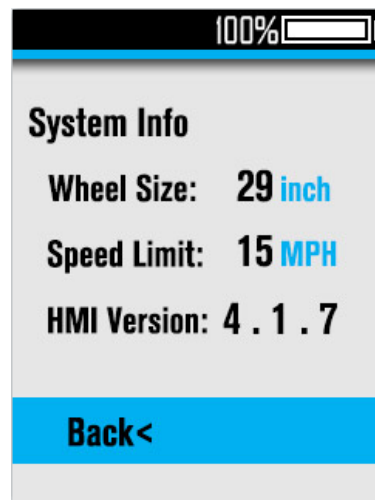 100%
System Info
Wheel Size: 29 inch
Speed Limit: 15 MPH
HMI Version: 4 . 1 . 7
Back<